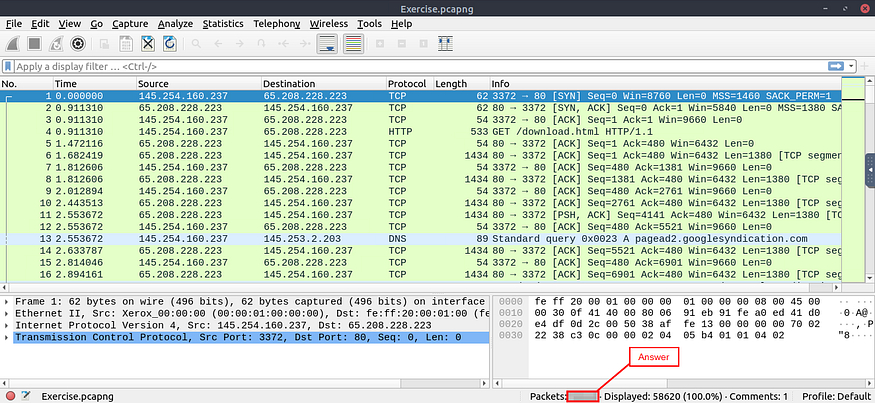 Exercise.pcapng
File Edit View Go Capture Analyze Statistics Telephony Wireless Tools Help
Apply a display filter ... <Ctrl-/>
No. Time Source Destination Protocol Length Info
1 0.000000 145.254.160.237 65.208.228.223 TCP 62 3372 → 80 [SYN] Seq=0 Win=8760 Len=0 MSS=1460 SACK_PERM=1
2 0.911310 65.208.228.223 145.254.160.237 TCP 62 80 → 3372 [SYN, ACK] Seq=0 Ack=1 Win=5840 Len=0 MSS=1380 SA
3 0.911310 145.254.160.237 65.208.228.223 TCP 54 3372 → 80 [ACK] Seq=1 Ack=1 Win=9660 Len=0
4 0.911310 145.254.160.237 65.208.228.223 HTTP 533 GET /download.html HTTP/1.1
5 1.472116 65.208.228.223 145.254.160.237 TCP 54 80 → 3372 [ACK] Seq=1 Ack=480 Win=6432 Len=0
6 1.682419 65.208.228.223 145.254.160.237 TCP 1434 80 → 3372 [ACK] Seq=1 Ack=480 Win=6432 Len=1380 [TCP segmen
7 1.812606 145.254.160.237 65.208.228.223 TCP 54 3372 → 80 [ACK] Seq=480 Ack=1381 Win=9660 Len=0
8 1.812606 65.208.228.223 145.254.160.237 TCP 1434 80 → 3372 [ACK] Seq=1381 Ack=480 Win=6432 Len=1380 [TCP seg
9 2.012894 145.254.160.237 65.208.228.223 TCP 54 3372 → 80 [ACK] Seq=480 Ack=2761 Win=9660 Len=0
10 2.443513 65.208.228.223 145.254.160.237 TCP 1434 80 → 3372 [ACK] Seq=2761 Ack=480 Win=6432 Len=1380 [TCP seg
11 2.553672 65.208.228.223 145.254.160.237 TCP 1434 80 → 3372 [PSH, ACK] Seq=4141 Ack=480 Win=6432 Len=1380 [TC
12 2.553672 145.254.160.237 65.208.228.223 TCP 54 3372 → 80 [ACK] Seq=480 Ack=5521 Win=9660 Len=0
13 2.553672 145.254.160.237 145.253.2.203 DNS 89 Standard query 0x0023 A pagead2.googlesyndication.com
14 2.633787 65.208.228.223 145.254.160.237 TCP 1434 80 → 3372 [ACK] Seq=5521 Ack=480 Win=6432 Len=1380 [TCP seg
15 2.814046 145.254.160.237 65.208.228.223 TCP 54 3372 → 80 [ACK] Seq=480 Ack=6901 Win=9660 Len=0
16 2.894161 65.208.228.223 145.254.160.237 TCP 1434 80 → 3372 [ACK] Seq=6901 Ack=480 Win=6432 Len=1380 [TCP seg
Frame 1: 62 bytes on wire (496 bits), 62 bytes captured (496 bits) on interface
Ethernet II, Src: Xerox_00:00:00 (00:00:01:00:00:00), Dst: fe:ff:20:00:01:00 (fe
Internet Protocol Version 4, Src: 145.254.160.237, Dst: 65.208.228.223
Transmission Control Protocol, Src Port: 3372, Dst Port: 80, Seq: 0, Len: 0
0000 fe ff 20 00 01 00 00 00 01 00 00 00 08 00 45 00
0010 00 30 0f 41 40 00 80 06 91 eb 91 fe a0 ed 41 d0 ·0·A@·
0020 e4 df 0d 2c 00 50 38 af fe 13 00 00 00 00 70 02 ···,·P
0030 22 38 c3 0c 00 00 02 04 05 b4 01 01 04 02 "8
Answer
Exercise.pcapng Packets: · Displayed: 58620 (100.0%) · Comments: 1 Profile: Default